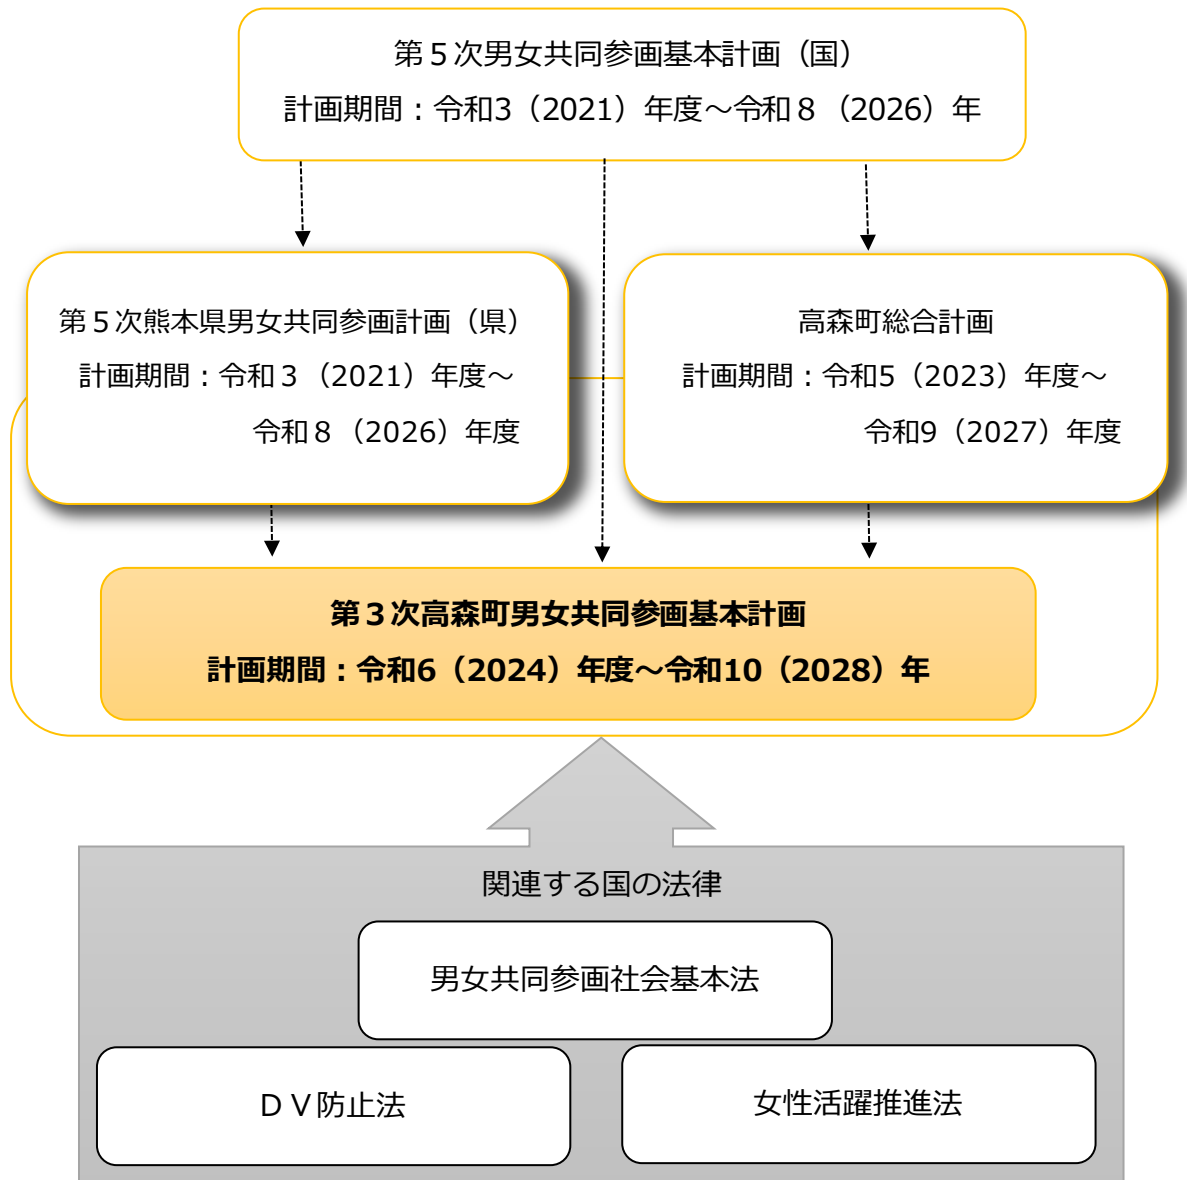 第５次男女共同参画基本計画（国）
計画期間：令和3（2021）年度～令和８（2026）年
第５次熊本県男女共同参画計画（県）
計画期間：令和３（2021）年度～
令和８（2026）年度
高森町総合計画
計画期間：令和5（2023）年度～
令和9（2027）年度
第３次高森町男女共同参画基本計画
計画期間：令和6（2024）年度～令和10（2028）年
関連する国の法律
男女共同参画社会基本法
ＤＶ防止法
女性活躍推進法